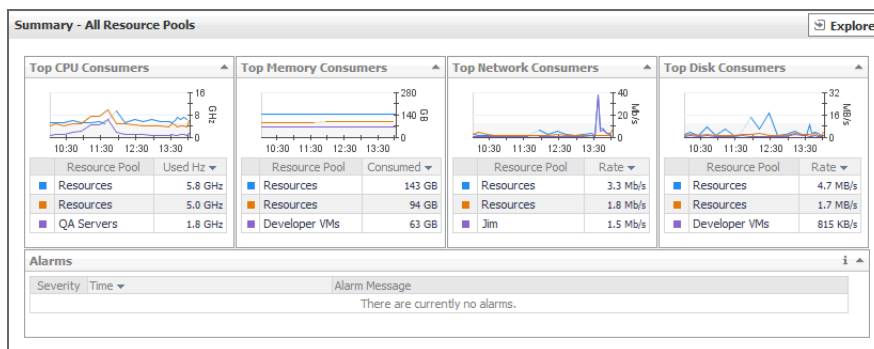 Summary - All Resource Pools
Explore
Top CPU Consumers
16
8
0
GHz
10:30 11:30 12:30 13:30
Resource Pool Used Hz
Resources 5.8 GHz
Resources 5.0 GHz
QA Servers 1.8 GHz
Top Memory Consumers
280
140
0
GB
10:30 11:30 12:30 13:30
Resource Pool Consumed
Resources 143 GB
Resources 94 GB
Developer VMs 63 GB
Top Network Consumers
40
20
0
Mb/s
10:30 11:30 12:30 13:30
Resource Pool Rate
Resources 3.3 Mb/s
Resources 1.8 Mb/s
Jim 1.5 Mb/s
Top Disk Consumers
32
16
0
MB/s
10:30 11:30 12:30 13:30
Resource Pool Rate
Resources 4.7 MB/s
Resources 1.7 MB/s
Developer VMs 815 KB/s
Alarms
i
Severity Time Alarm Message
There are currently no alarms.